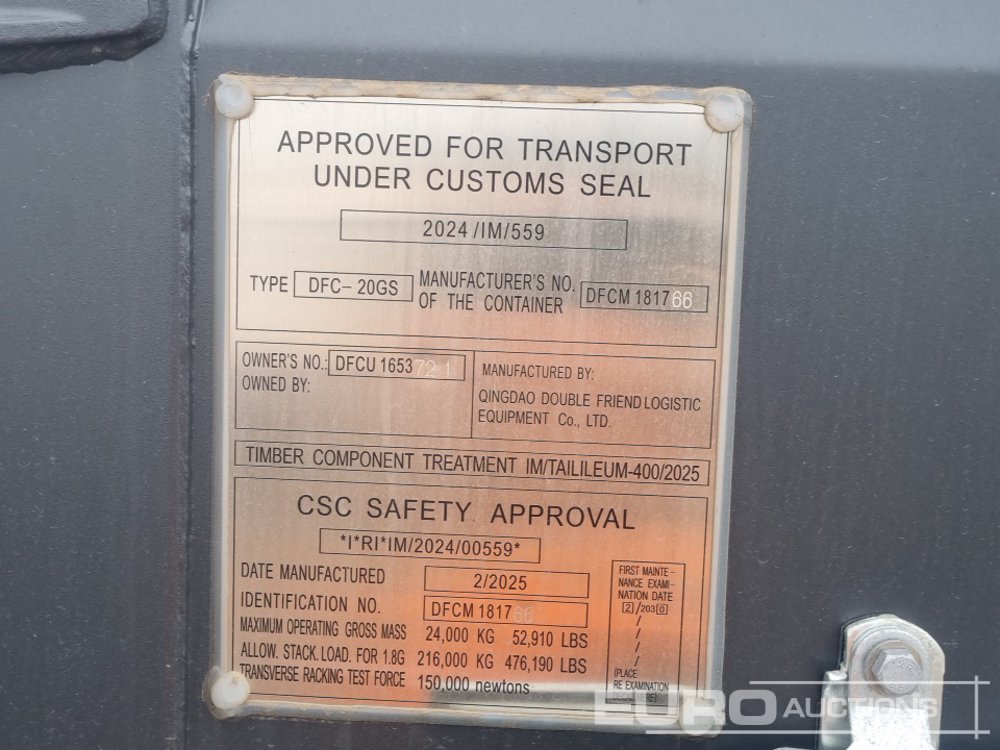 APPROVED FOR TRANSPORT
UNDER CUSTOMS SEAL
2024/IM/559
TYPE DFC-20GS
MANUFACTURER'S NO.
OF THE CONTAINER
DFCM 181766
OWNER'S NO.: DFCU 1653721
OWNED BY:
MANUFACTURED BY:
QINGDAO DOUBLE FRIEND LOGISTIC
EQUIPMENT Co., LTD.
TIMBER COMPONENT TREATMENT IM/TAILILEUM-400/2025
CSC SAFETY APPROVAL
*I*RI*IM/2024/00559*
DATE MANUFACTURED 2/2025
IDENTIFICATION NO. DFCM 181766
MAXIMUM OPERATING GROSS MASS 24,000 KG 52,910 LBS
ALLOW. STACK.LOAD. FOR 1.8G 216,000 KG 476,190 LBS
TRANSVERSE RACKING TEST FORCE 150,000 newtons
FIRST MAINTE-
NANCE EXAMI-
NATION DATE
2/2030
/
/
/
/
(PLACE
RE EXAMINATION
EURO AUCTIONS